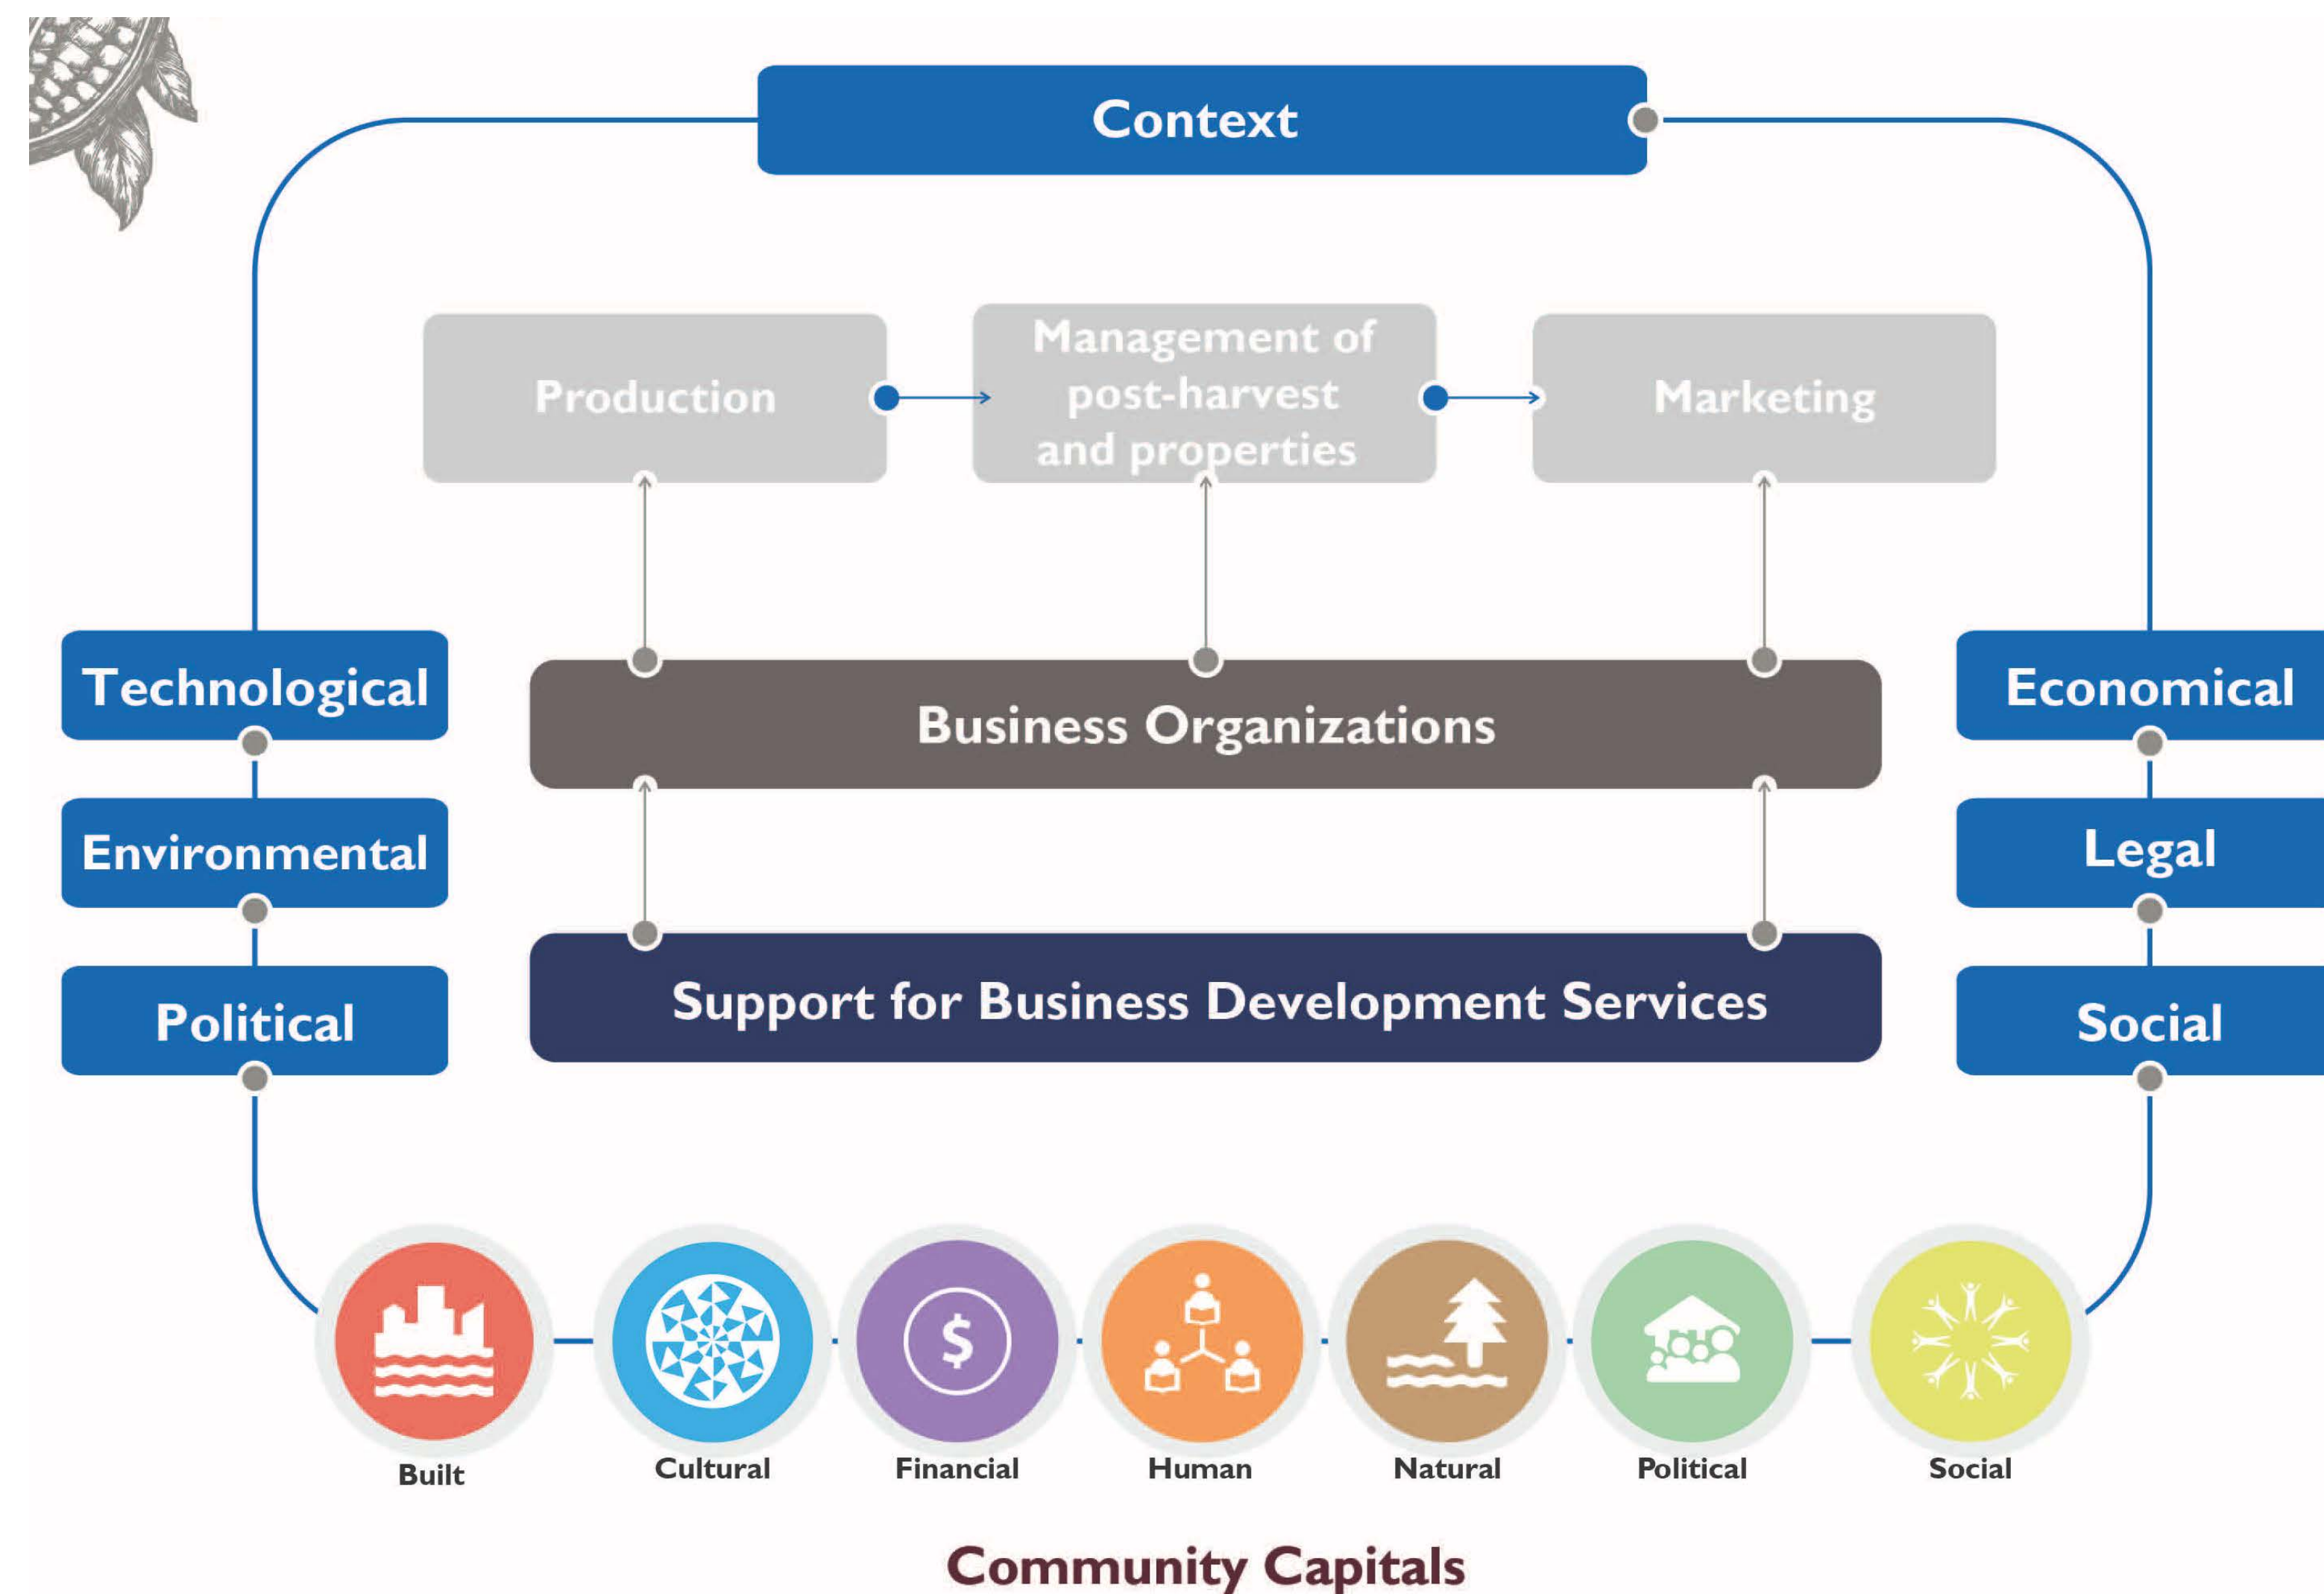 Context
Production
Management of
post-harvest
and properties
Marketing
Technological
Economical
Business Organizations
Environmental
Legal
Political
Support for Business Development Services
Social
$
Built
Cultural
Financial
Human
Natural
Political
Social
Community Capitals